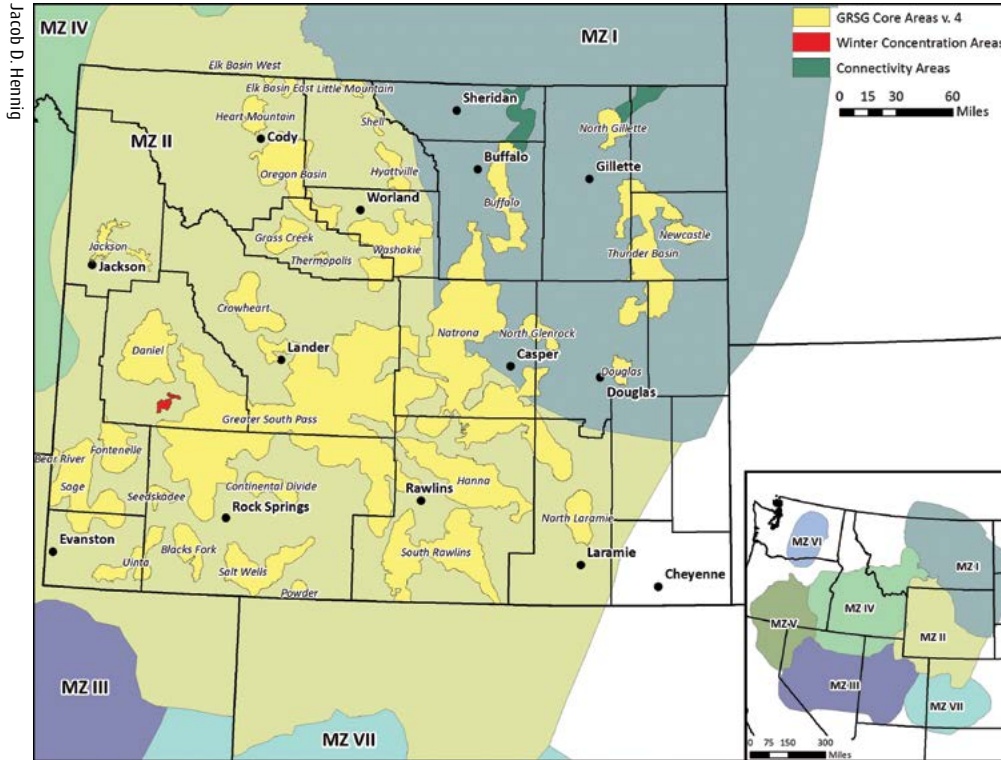 Jacob D. Hennig
MZ IV
MZ I
GRSG Core Areas v. 4
Winter Concentration Areas
Connectivity Areas
0 15 30 60
Miles
Elk Basin West
Elk Basin East
Little Mountain
Heart Mountain
Sheridan
North Gillette
MZ II
Cody
Shell
Oregon Basin
Hyattville
Buffalo
Gillette
Worland
Buffalo
Newcastle
Jackson
Jackson
Grass Creek
Washakie
Thermopolis
Thunder Basin
Crowheart
Natrona
North Glenrock
Daniel
Lander
Casper
Douglas
Douglas
Greater South Pass
Bear River
Fontenelle
Sage
Seedskadee
Continental Divide
Hanna
Rawlins
Rock Springs
North Laramie
Evanston
Uinta
Blacks Fork
Salt Wells
South Rawlins
Laramie
Powder
Cheyenne
MZ III
MZ VII
MZ VI
MZ I
MZ IV
MZ V
MZ II
MZ III
MZ VII
0 75 150 300
Miles